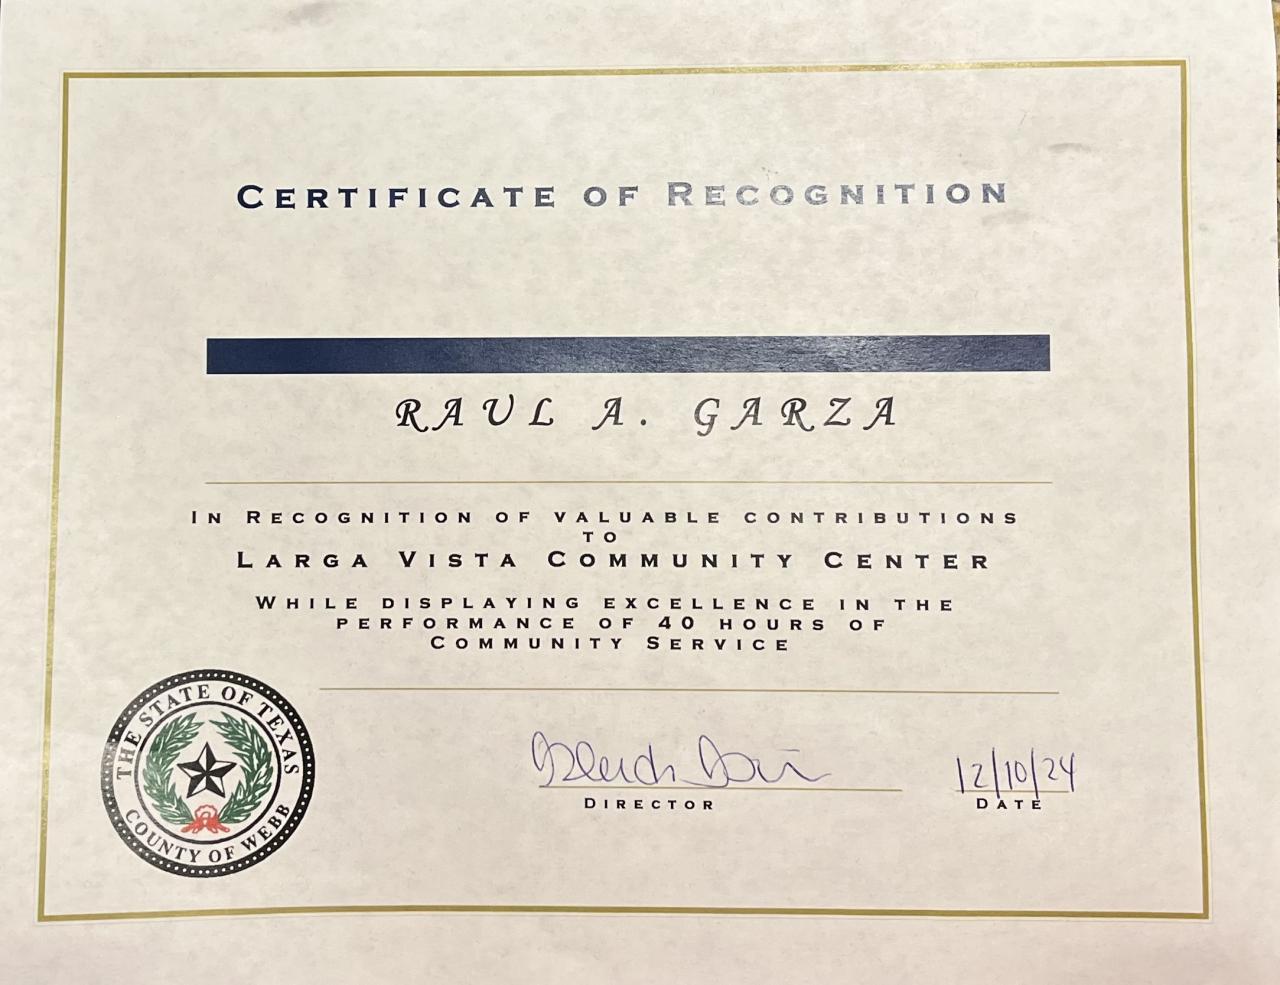 CERTIFICATE OF RECOGNITION
RAUL A. GARZA
IN RECOGNITION OF VALUABLE CONTRIBUTIONS
TO
LARGA VISTA COMMUNITY CENTER
WHILE DISPLAYING EXCELLENCE IN THE
PERFORMANCE OF 40 HOURS OF
COMMUNITY SERVICE
THE STATE OF TEXAS
COUNTY OF WEBB
12/10/24
DIRECTOR
DATE